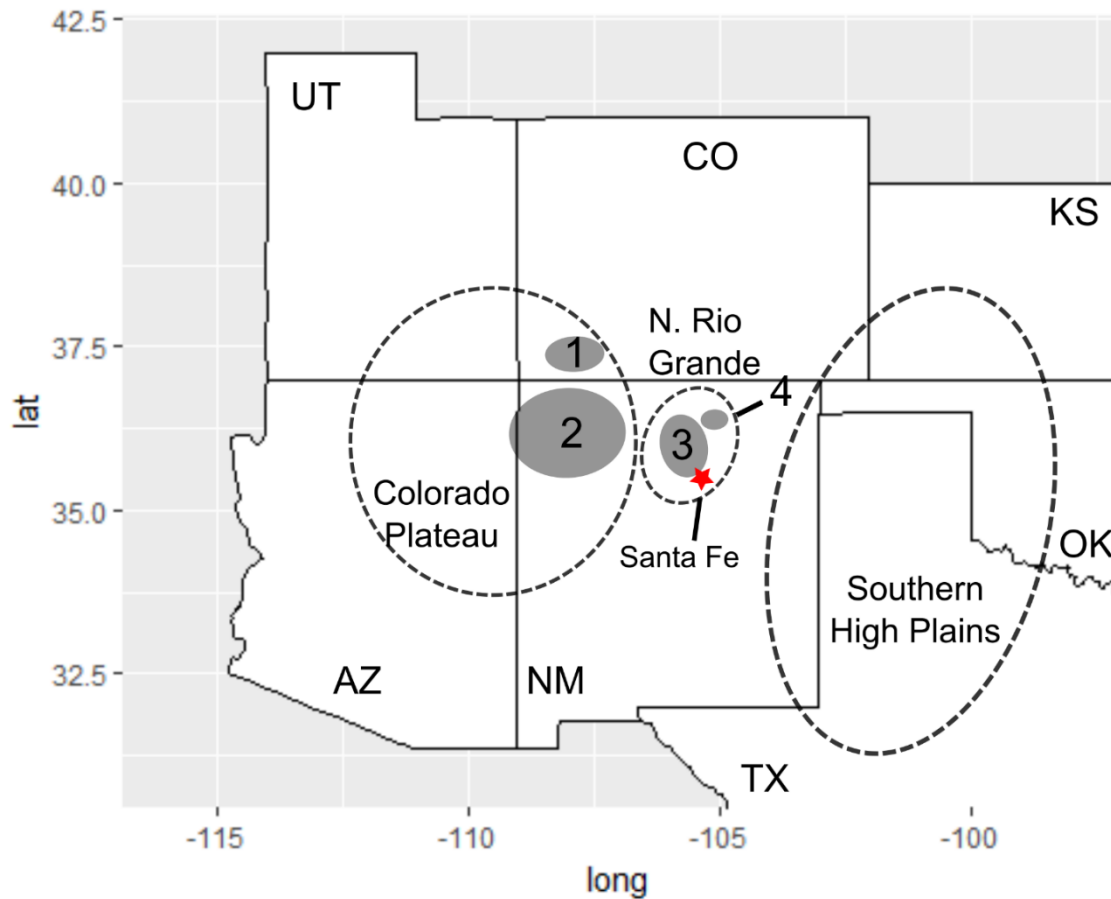 42.5
UT
CO
40.0
KS
N. Rio
Grande
37.5
1
4
lat
2
3
Colorado
Plateau
35.0
Santa Fe
OK
Southern
High Plains
32.5
AZ
NM
TX
-115
-110
-105
-100
long